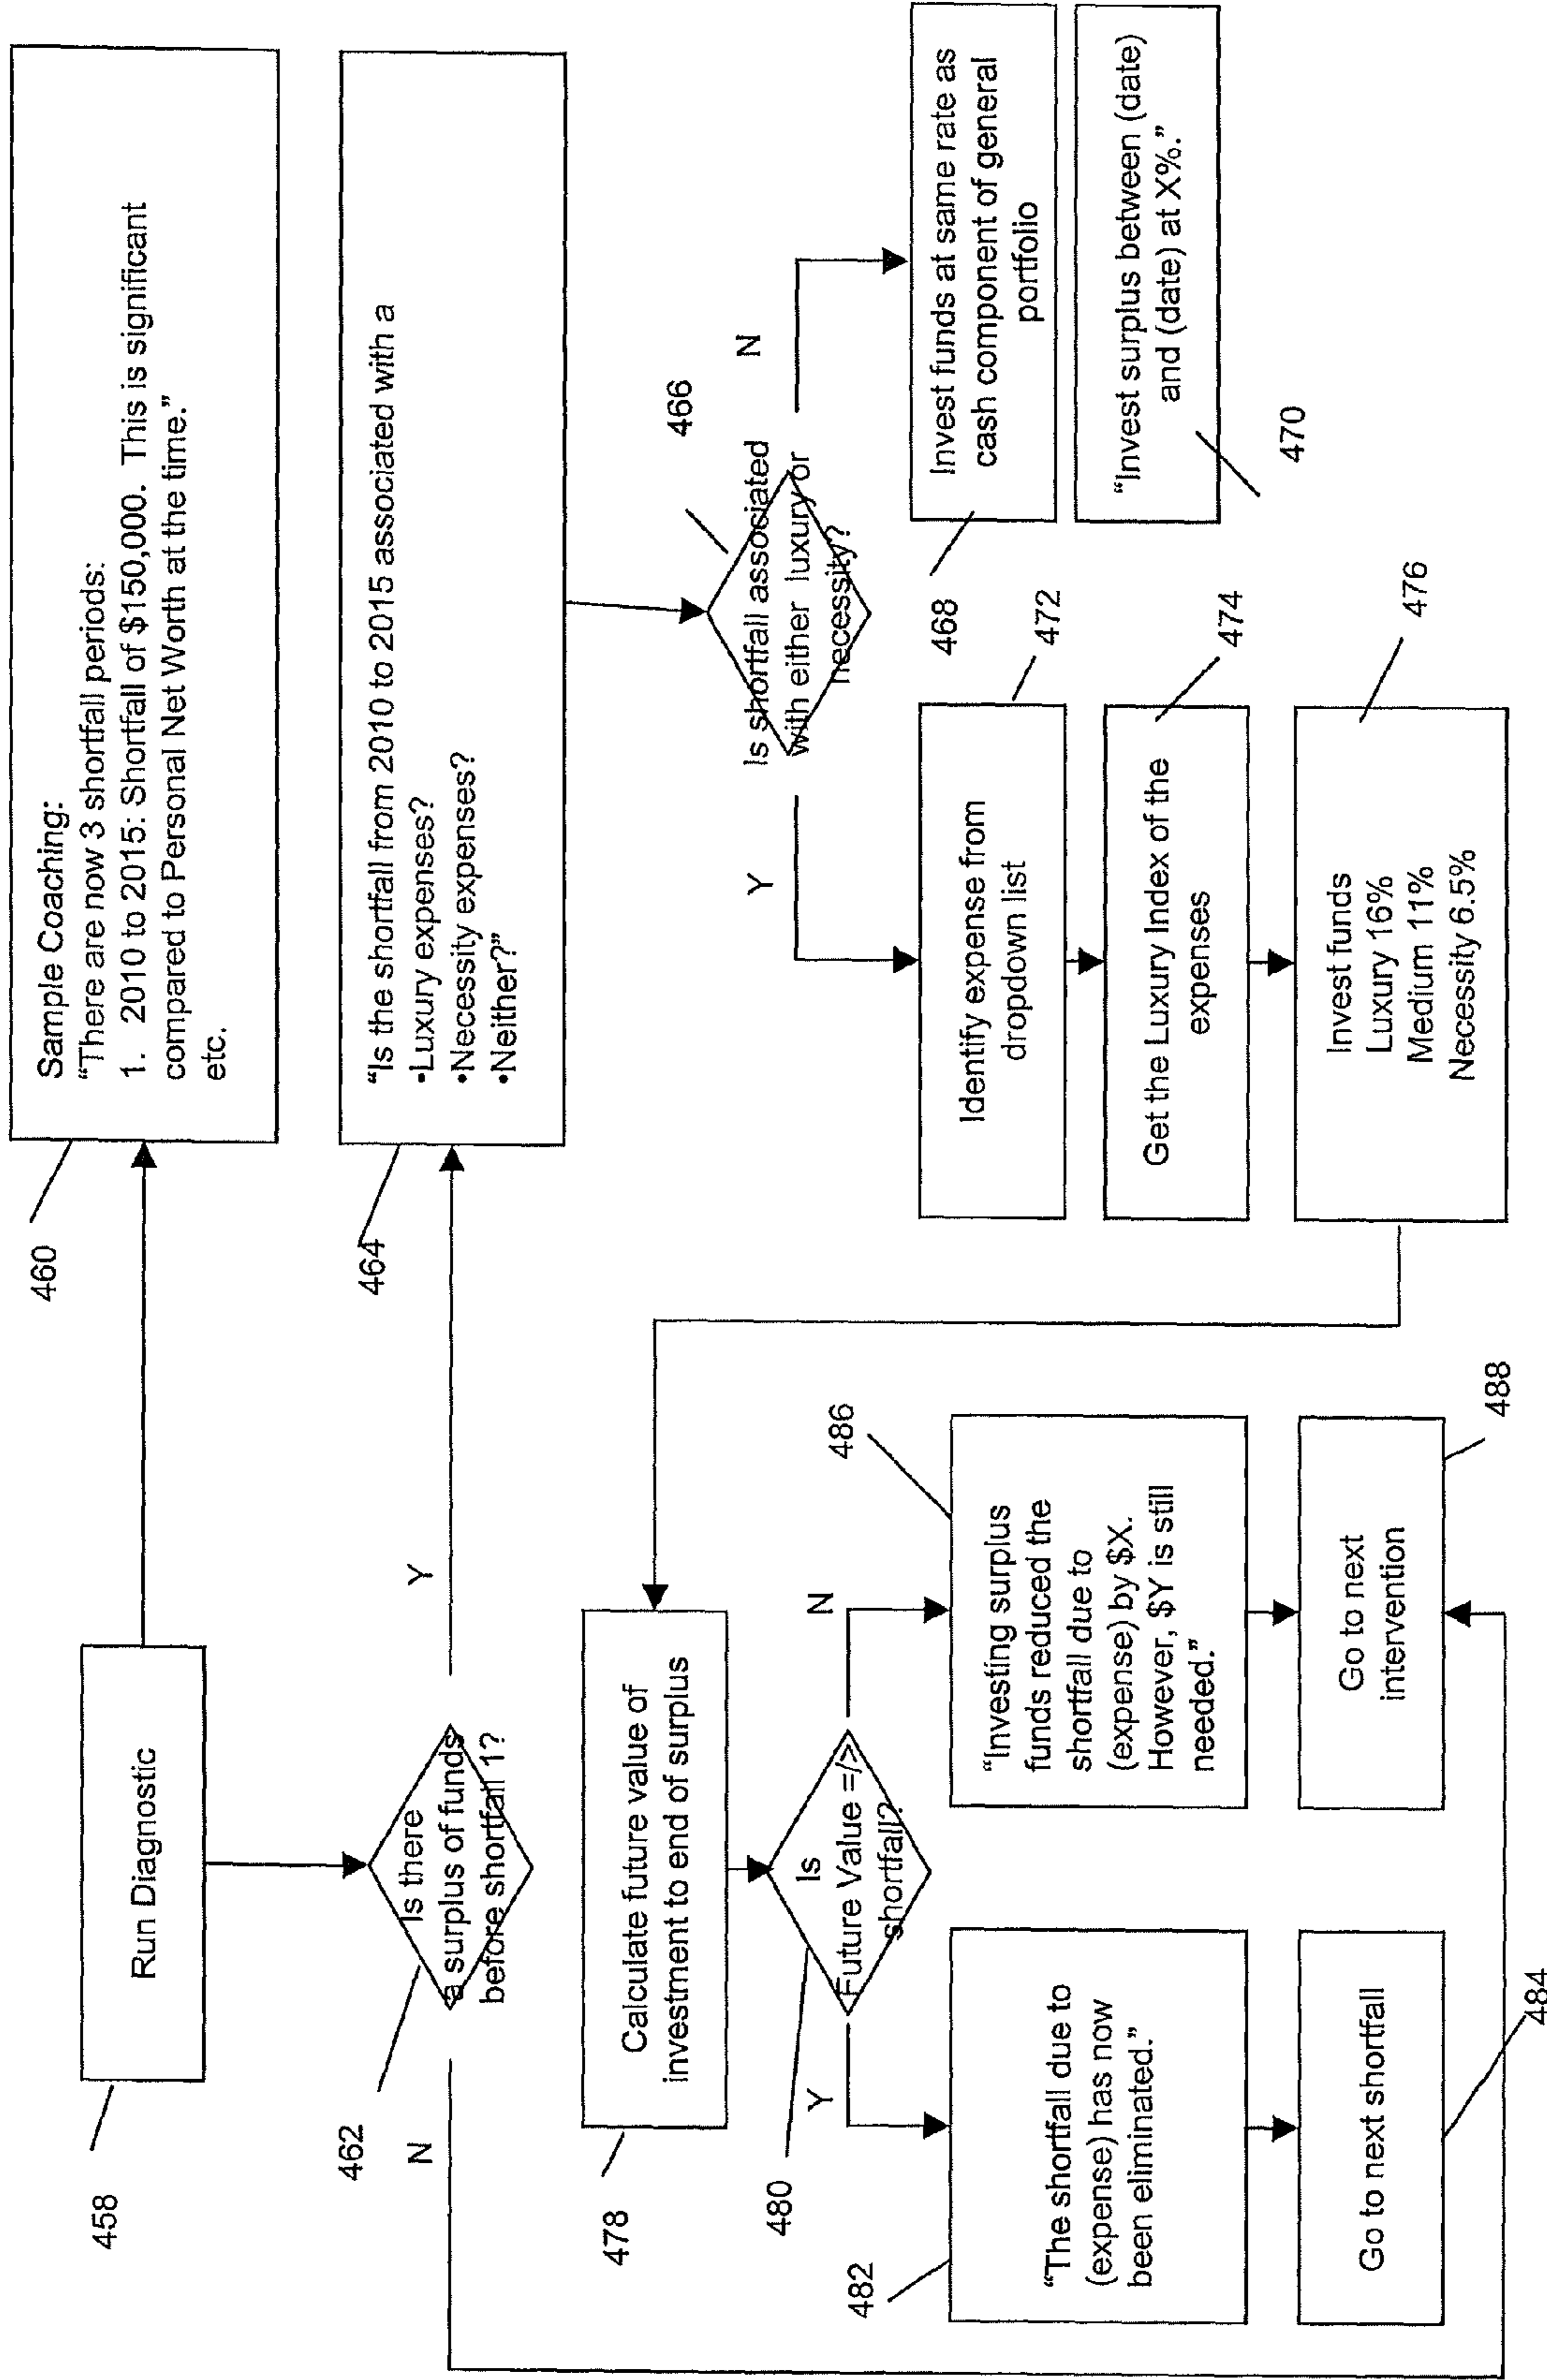 458
Run Diagnostic
460
Sample Coaching:
“There are now 3 shortfall periods:
1. 2010 to 2015: Shortfall of $150,000. This is significant
compared to Personal Net Worth at the time.”
etc.
462
Is there
a surplus of funds
before shortfall 1?
N
Y
464
“Is the shortfall from 2010 to 2015 associated with a
•Luxury expenses?
•Necessity expenses?
•Neither?”
466
Is shortfall associated
with either luxury or
necessity?
Y
N
468
Invest funds at same rate as
cash component of general
portfolio
“Invest surplus between (date)
and (date) at X%.”
470
472
Identify expense from
dropdown list
474
Get the Luxury Index of the
expenses
476
Invest funds
Luxury 16%
Medium 11%
Necessity 6.5%
478
Calculate future value of
investment to end of surplus
480
Is
Future Value =/>
shortfall?
Y
N
482
“The shortfall due to
(expense) has now
been eliminated.”
Go to next shortfall
484
486
“Investing surplus
funds reduced the
shortfall due to
(expense) by $X.
However, $Y is still
needed.”
Go to next
intervention
488